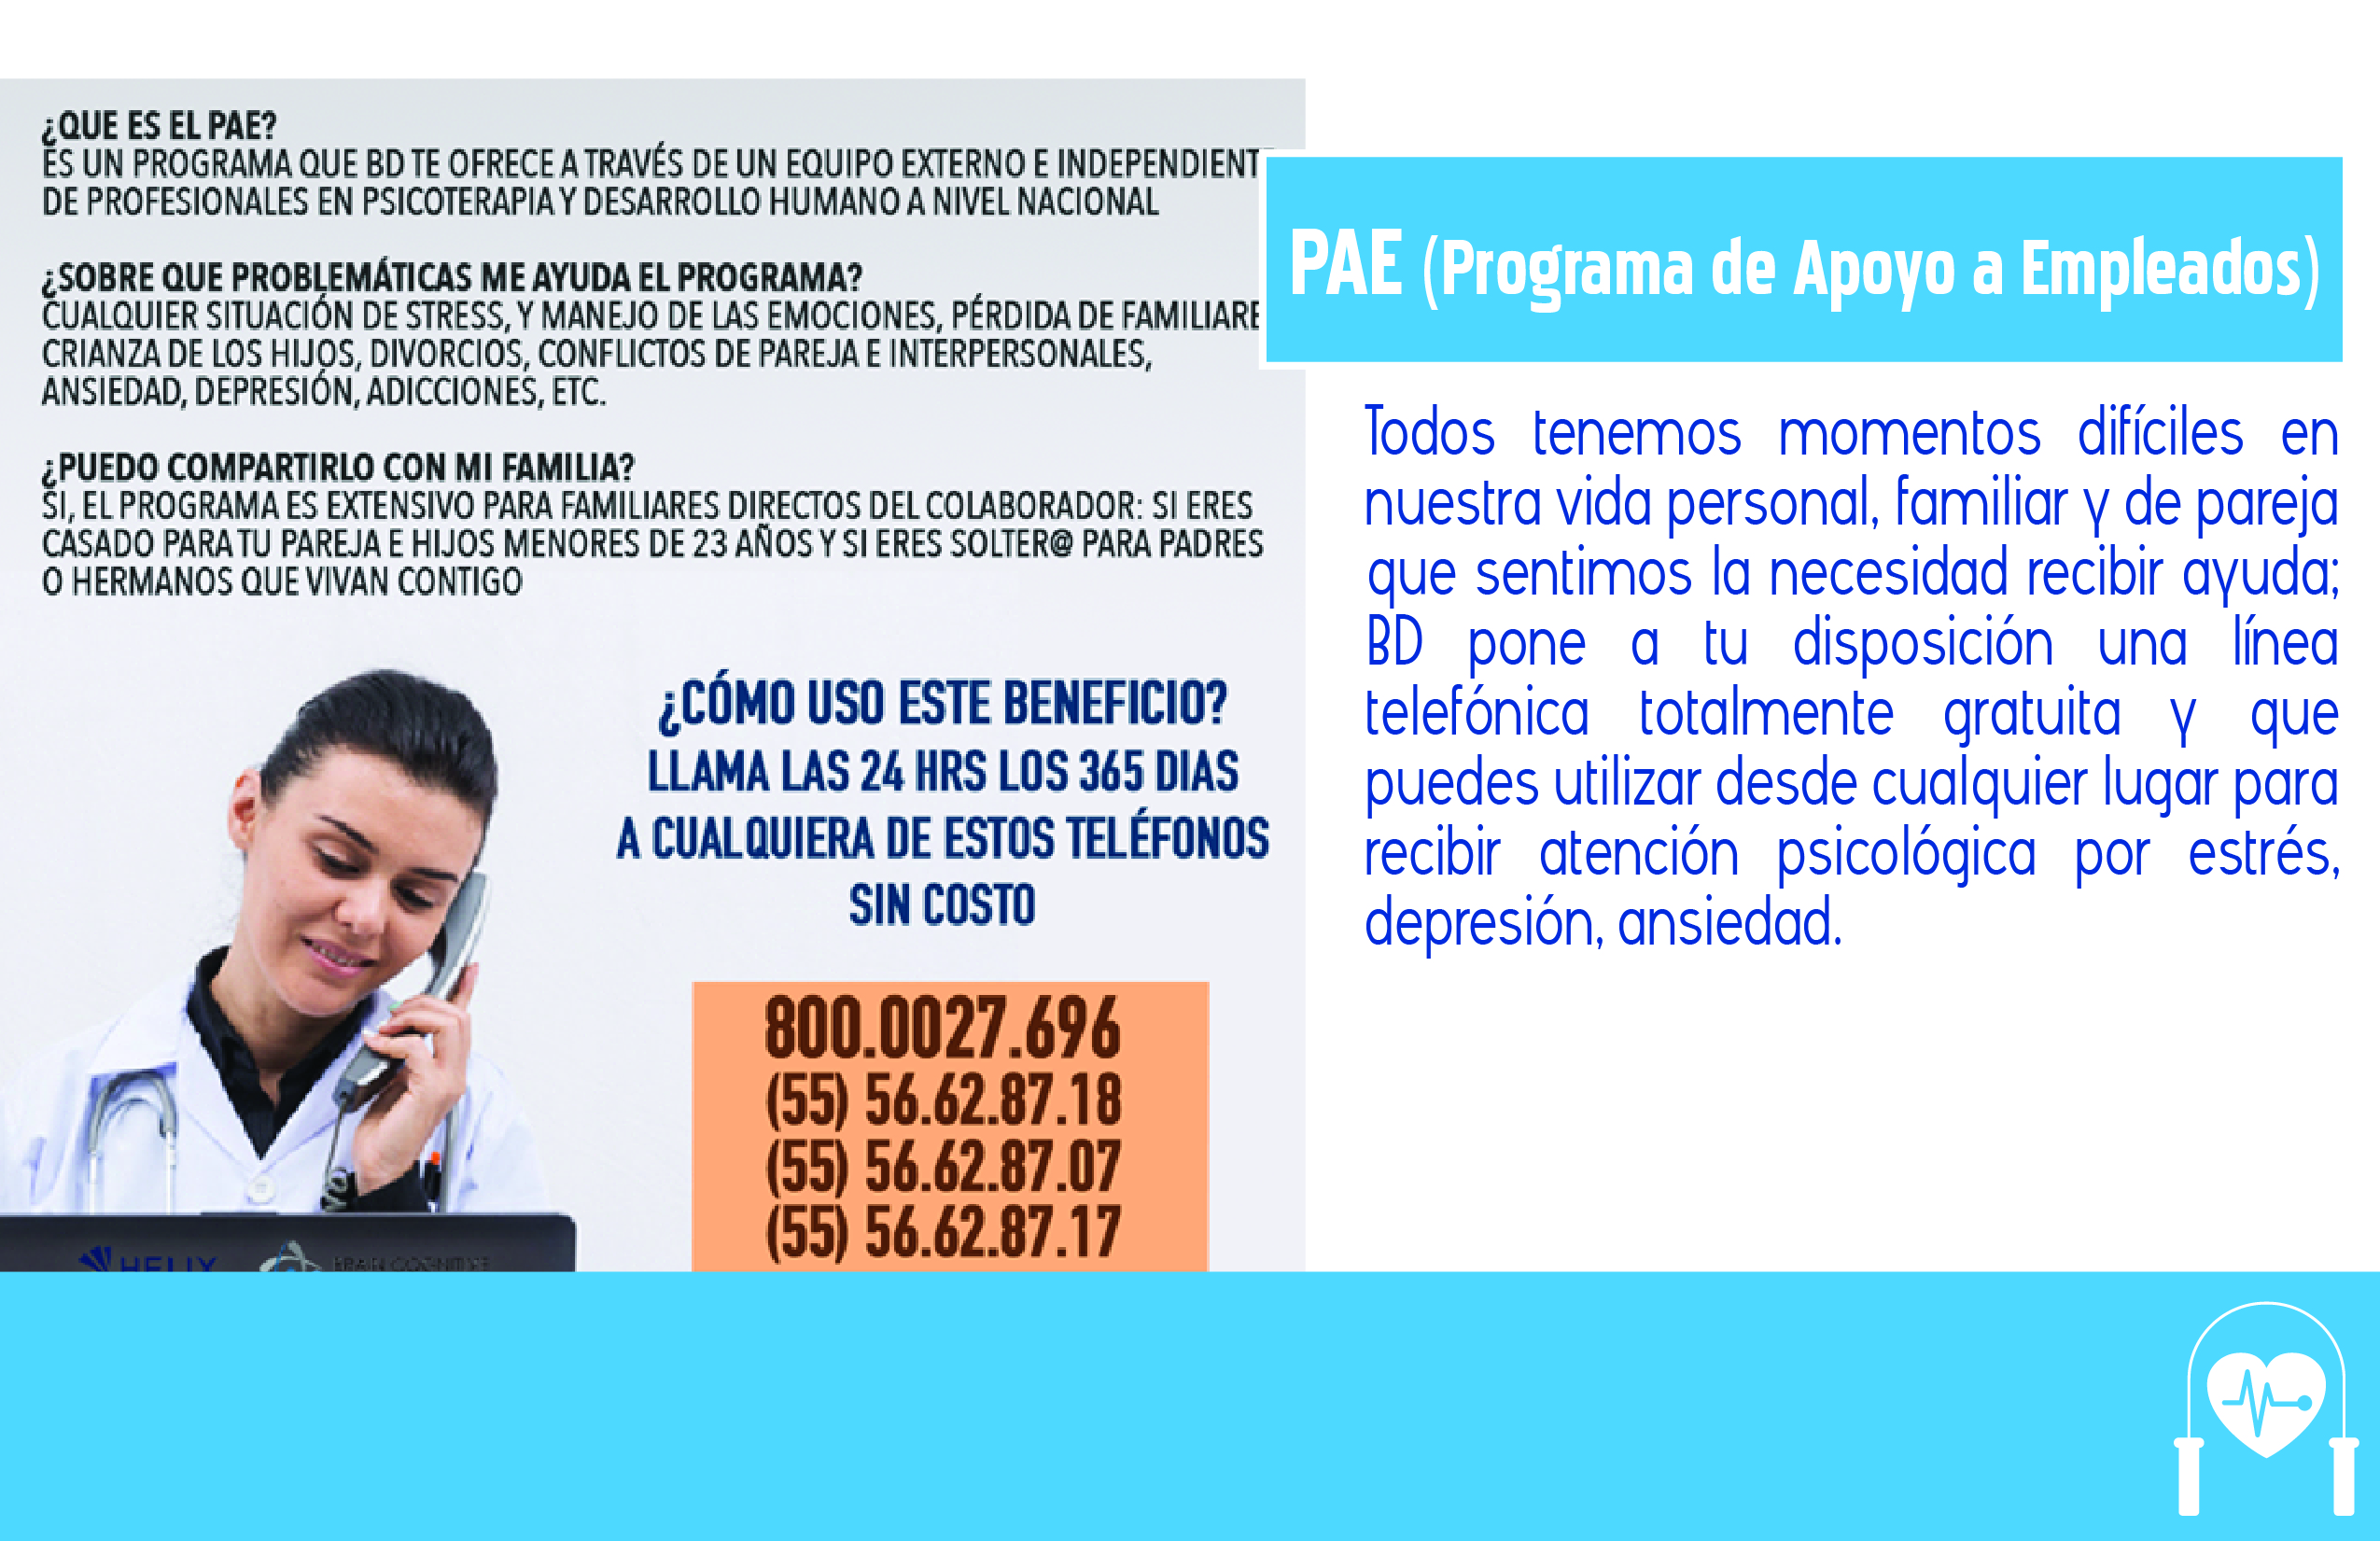 ¿QUE ES EL PAE?
ES UN PROGRAMA QUE BD TE OFRECE A TRAVÉS DE UN EQUIPO EXTERNO E INDEPENDIENT
DE PROFESIONALES EN PSICOTERAPIA Y DESARROLLO HUMANO A NIVEL NACIONAL
¿SOBRE QUE PROBLEMÁTICAS ME AYUDA EL PROGRAMA?
CUALQUIER SITUACIÓN DE STRESS, Y MANEJO DE LAS EMOCIONES, PÉRDIDA DE FAMILIARE
CRIANZA DE LOS HIJOS, DIVORCIOS, CONFLICTOS DE PAREJA E INTERPERSONALES,
ANSIEDAD, DEPRESIÓN, ADICCIONES, ETC.
¿PUEDO COMPARTIRLO CON MI FAMILIA?
SI, EL PROGRAMA ES EXTENSIVO PARA FAMILIARES DIRECTOS DEL COLABORADOR: SI ERES
CASADO PARA TU PAREJA E HIJOS MENORES DE 23 AÑOS Y SI ERES SOLTER@ PARA PADRES
O HERMANOS QUE VIVAN CONTIGO
¿CÓMO USO ESTE BENEFICIO?
LLAMA LAS 24 HRS LOS 365 DIAS
A CUALQUIERA DE ESTOS TELÉFONOS
SIN COSTO
800.0027.696
(55) 56.62.87.18
(55) 56.62.87.07
(55) 56.62.87.17
HELIX
BRAIN COGNITIVE
PAE (Programa de Apoyo a Empleados)
Todos tenemos momentos difíciles en
nuestra vida personal, familiar y de pareja
que sentimos la necesidad recibir ayuda;
BD pone a tu disposición una línea
telefónica totalmente gratuita y que
puedes utilizar desde cualquier lugar para
recibir atención psicológica por estrés,
depresión, ansiedad.